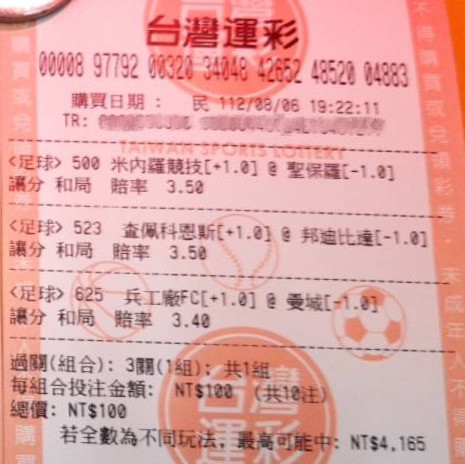 台灣運彩
00008 97792 00320 34048 42652 48520 04883
購買日期： 民 112/08/06 19:22:11
TR:
TAIWAN SPORTS LOTTERY
<足球> 500 米內羅競技[+1.0] @ 聖保羅[-1.0]
讓分 和局 賠率 3.50
<足球> 523 查佩科恩斯[+1.0] @ 邦迪比達[-1.0]
讓分 和局 賠率 3.50
<足球> 625 兵工廠FC[+1.0] @ 曼城[-1.0]
讓分 和局 賠率 3.40
過關(組合): 3關(1組): 共1組
每組合投注金額: NT$100 (共10注)
總價: NT$100
若全數為不同玩法，最高可能中: NT$4,165
台灣
運彩